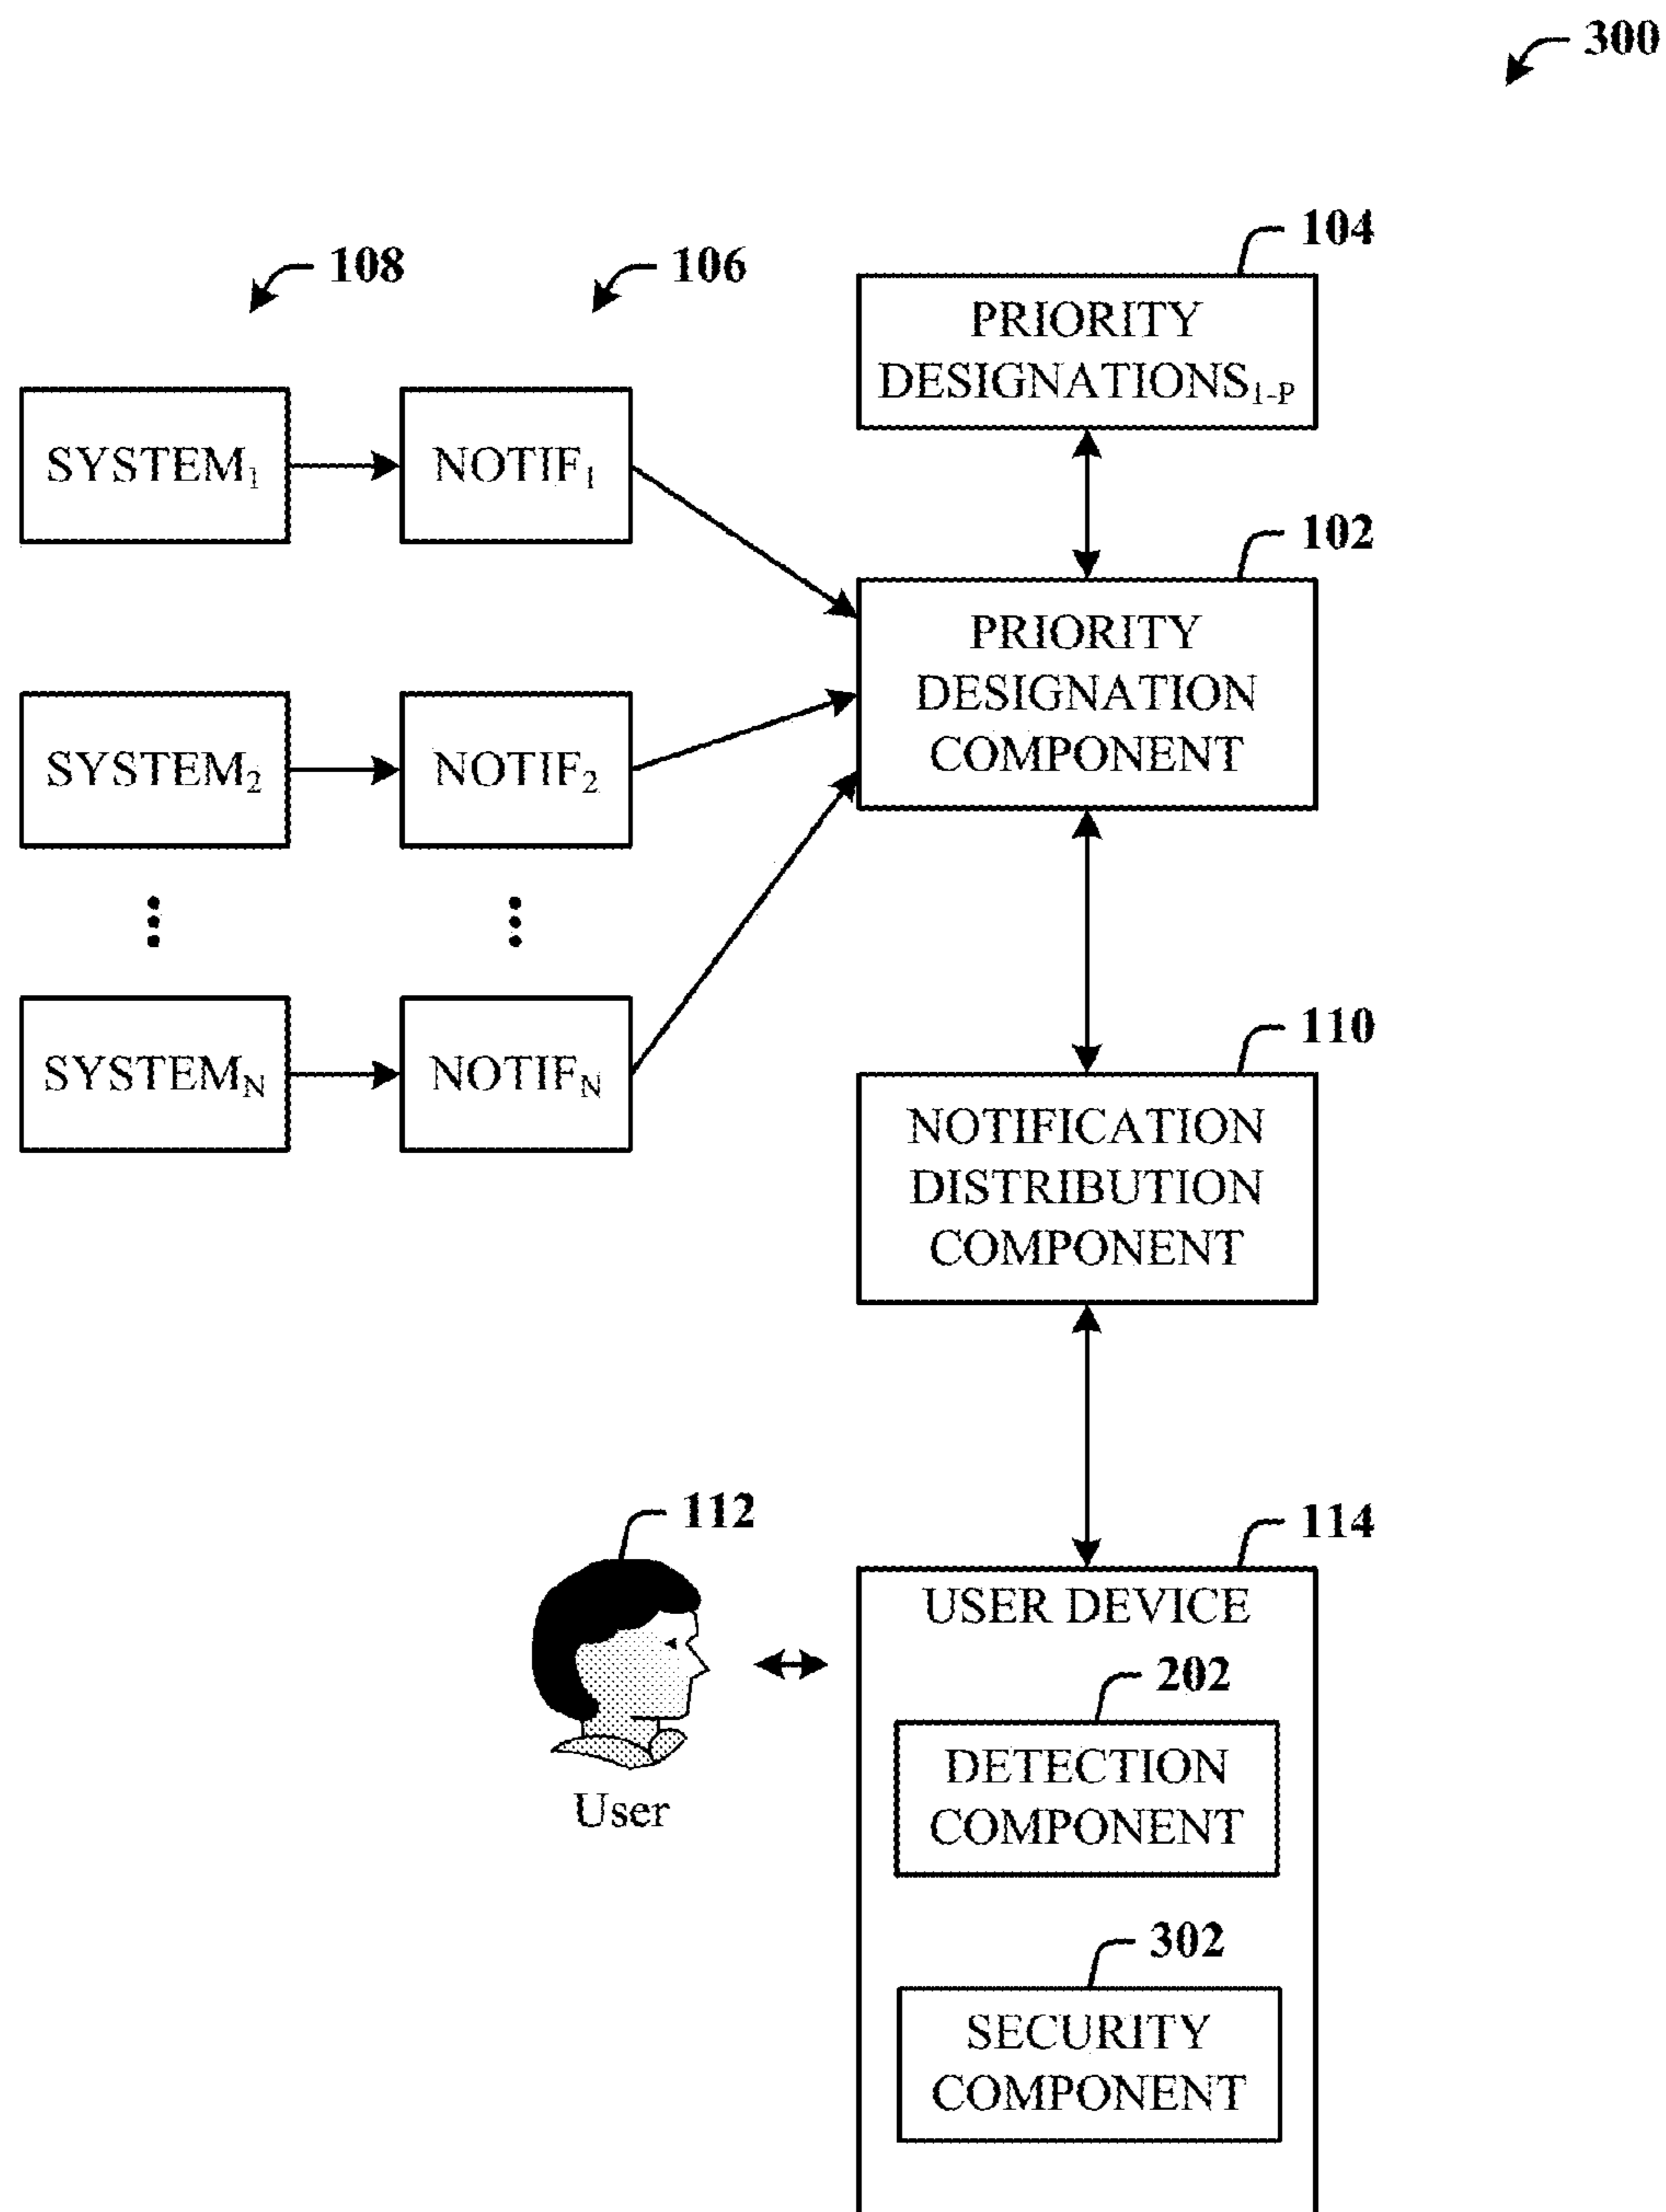 300
104
108
106
PRIORITY
DESIGNATIONS1-P
SYSTEM1
NOTIF1
102
PRIORITY
DESIGNATION
COMPONENT
SYSTEM2
NOTIF2
SYSTEMN
NOTIFN
110
NOTIFICATION
DISTRIBUTION
COMPONENT
112
User
114
USER DEVICE
202
DETECTION
COMPONENT
302
SECURITY
COMPONENT